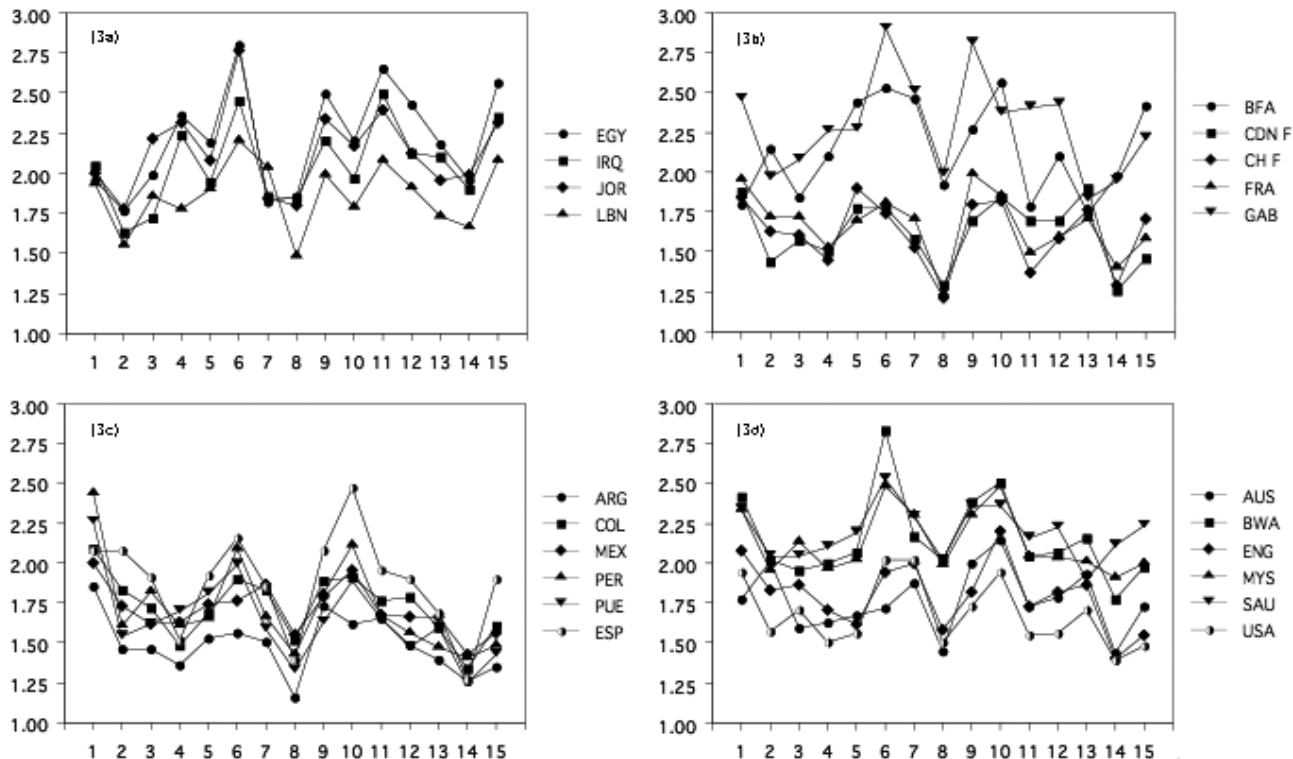 3.00
2.75
2.50
2.25
2.00
1.75
1.50
1.25
1.00
(3a)
1 2 3 4 5 6 7 8 9 10 11 12 13 14 15
EGY
IRQ
JOR
LBN
3.00
2.75
2.50
2.25
2.00
1.75
1.50
1.25
1.00
(3b)
1 2 3 4 5 6 7 8 9 10 11 12 13 14 15
BFA
CDN F
CH F
FRA
GAB
3.00
2.75
2.50
2.25
2.00
1.75
1.50
1.25
1.00
(3c)
1 2 3 4 5 6 7 8 9 10 11 12 13 14 15
ARG
COL
MEX
PER
PUE
ESP
3.00
2.75
2.50
2.25
2.00
1.75
1.50
1.25
1.00
(3d)
1 2 3 4 5 6 7 8 9 10 11 12 13 14 15
AUS
BWA
ENG
MYS
SAU
USA